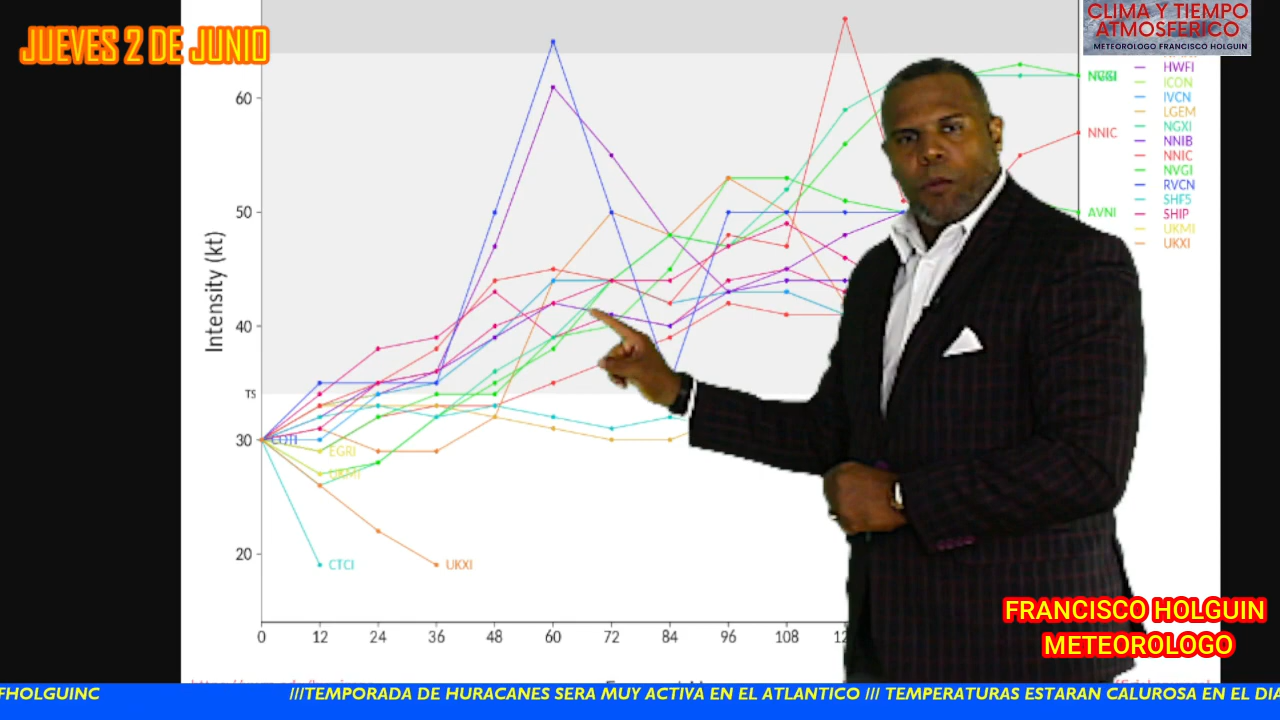 JUEVES 2 DE JUNIO
CLIMA Y TIEMPO
ATMOSFERICO
METEOROLOGO FRANCISCO HOLGUIN
HWFI
ICON
IVCN
LGEM
NGXI
NNIB
NNIC
NVGI
RVCN
SHF5
SHIP
UKMI
UKXI
NNIC
AVNI
Intensity (kt)
60
50
40
TS
30
20
COTI
EGRI
UKMI
CTCI
UKXI
0 12 24 36 48 60 72 84 96 108
FRANCISCO HOLGUIN
METEOROLOGO
FHOLGUINC ///TEMPORADA DE HURACANES SERA MUY ACTIVA EN EL ATLANTICO /// TEMPERATURAS ESTARAN CALUROSA EN EL DIA